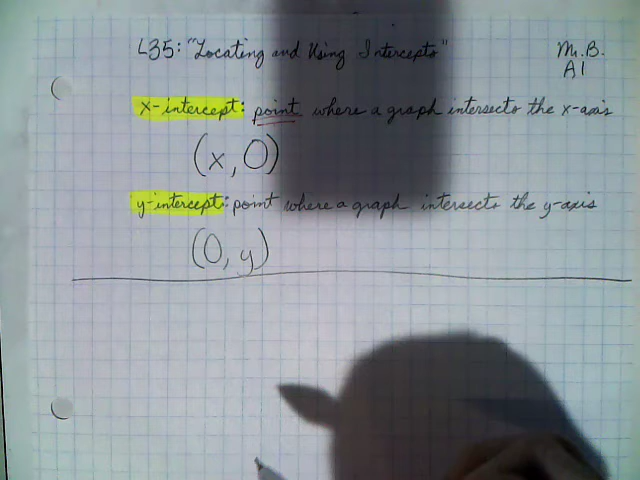 L35: "Locating and Using Intercepts"
M.B.
A1
x-intercept: point where a graph intersects the x-axis
(x, 0)
y-intercept: point where a graph intersects the y-axis
(0, y)